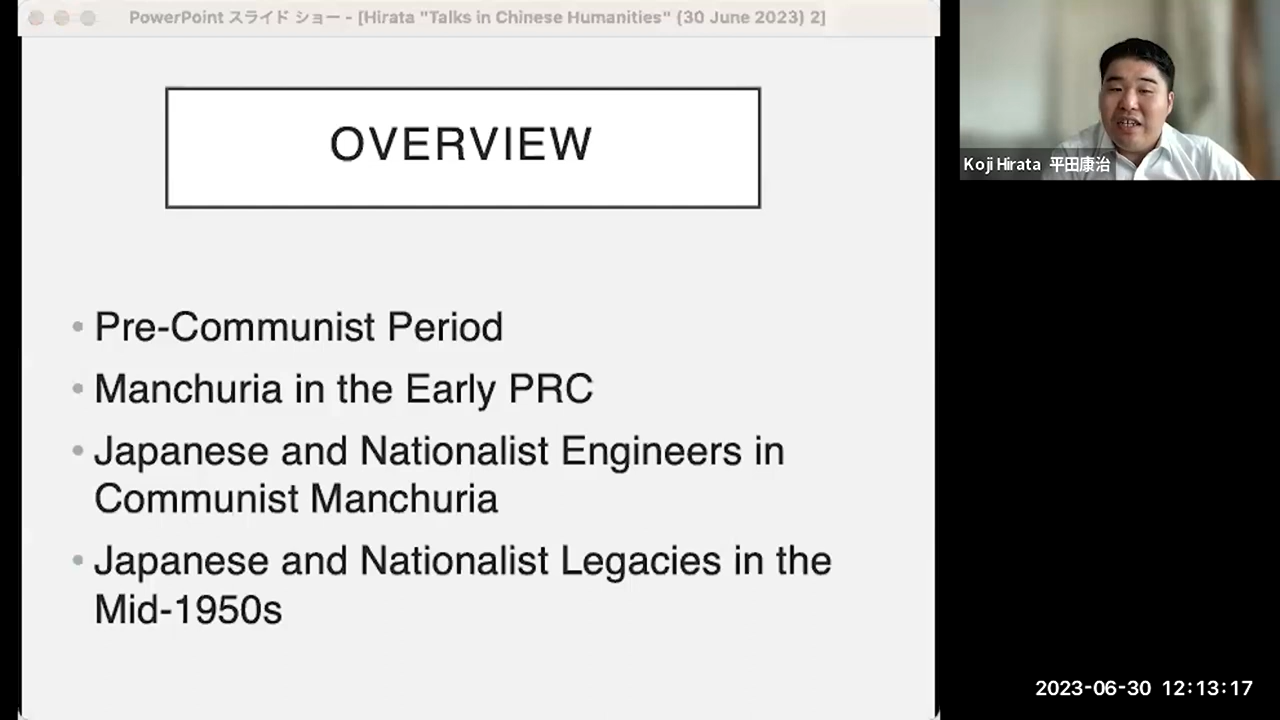 PowerPoint スライド ショー - [Hirata "Talks in Chinese Humanities" (30 June 2023) 2]
OVERVIEW
• Pre-Communist Period
• Manchuria in the Early PRC
• Japanese and Nationalist Engineers in
Communist Manchuria
• Japanese and Nationalist Legacies in the
Mid-1950s
Koji Hirata 平田康治
2023-06-30 12:13:17